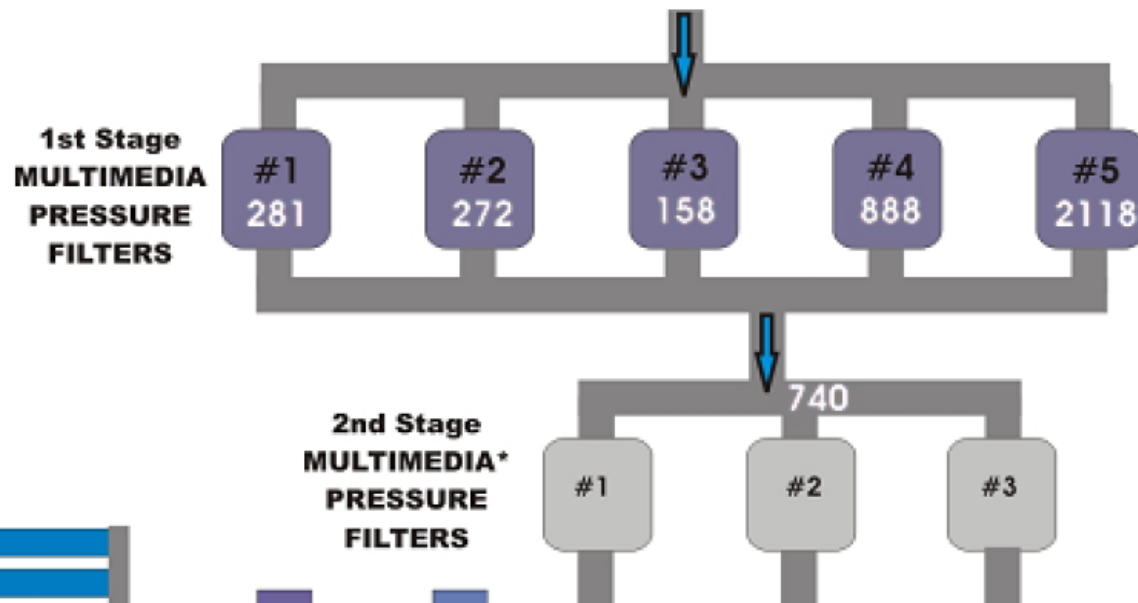 1st Stage
MULTIMEDIA
PRESSURE
FILTERS
#1
281
#2
272
#3
158
#4
888
#5
2118
740
2nd Stage
MULTIMEDIA*
PRESSURE
FILTERS
#1
#2
#3